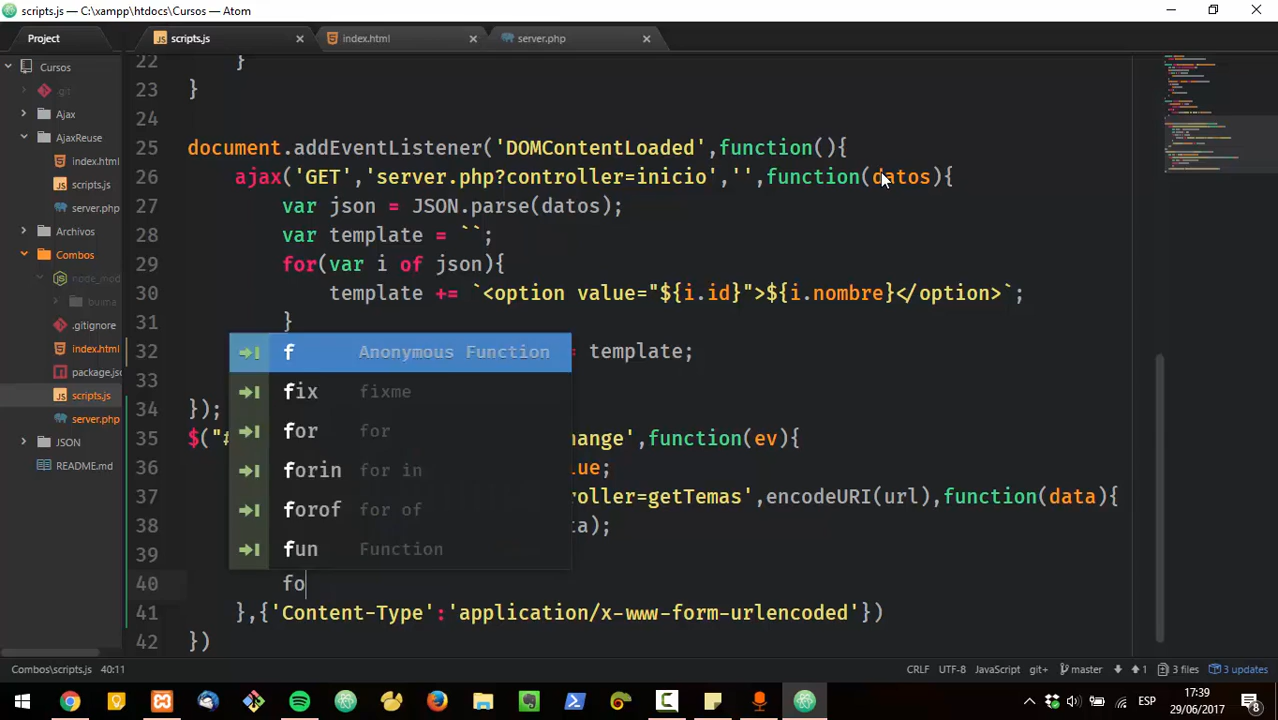 scripts.js — C:\xampp\htdocs\Cursos — Atom
Project
scripts.js
index.html
server.php
Cursos
git
Ajax
AjaxReuse
index.html
scripts.js
server.php
Archivos
Combos
node_mod
buima
.gitignore
index.html
package.jsc
scripts.js
server.php
JSON
README.md
22 }
23 }
24
25 document.addEventListener('DOMContentLoaded',function(){
26 ajax('GET','server.php?controller=inicio','',function(datos){
27 var json = JSON.parse(datos);
28 var template = ``;
29 for(var i of json){
30 template += `<option value="${i.id}">${i.nombre}</option>`;
31 }
32 = template;
33
34 });
35 $("# hange',function(ev){
36 lue;
37 roller=getTemas',encodeURI(url),function(data){
38 ta);
39
40 fo
41 },{'Content-Type':'application/x-www-form-urlencoded'})
42 })
f Anonymous Function
fix fixme
for for
forin for in
forof for of
fun Function
Combos\scripts.js 40:11
CRLF UTF-8 JavaScript git+ master 1 3 files 3 updates
ESP
17:39
29/06/2017
8